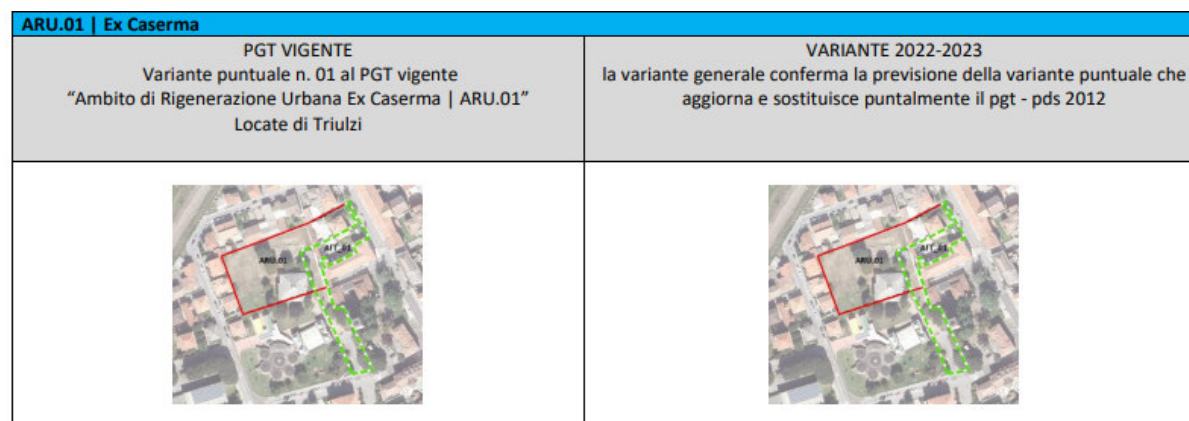 ARU.01 | Ex Caserma
PGT VIGENTE
Variante puntuale n. 01 al PGT vigente
“Ambito di Rigenerazione Urbana Ex Caserma | ARU.01”
Locate di Triulzi
VARIANTE 2022-2023
la variante generale conferma la previsione della variante puntuale che
aggiorna e sostituisce puntalmente il pgt - pds 2012
ARU.01
AIT_01
ARU.01
AIT_01